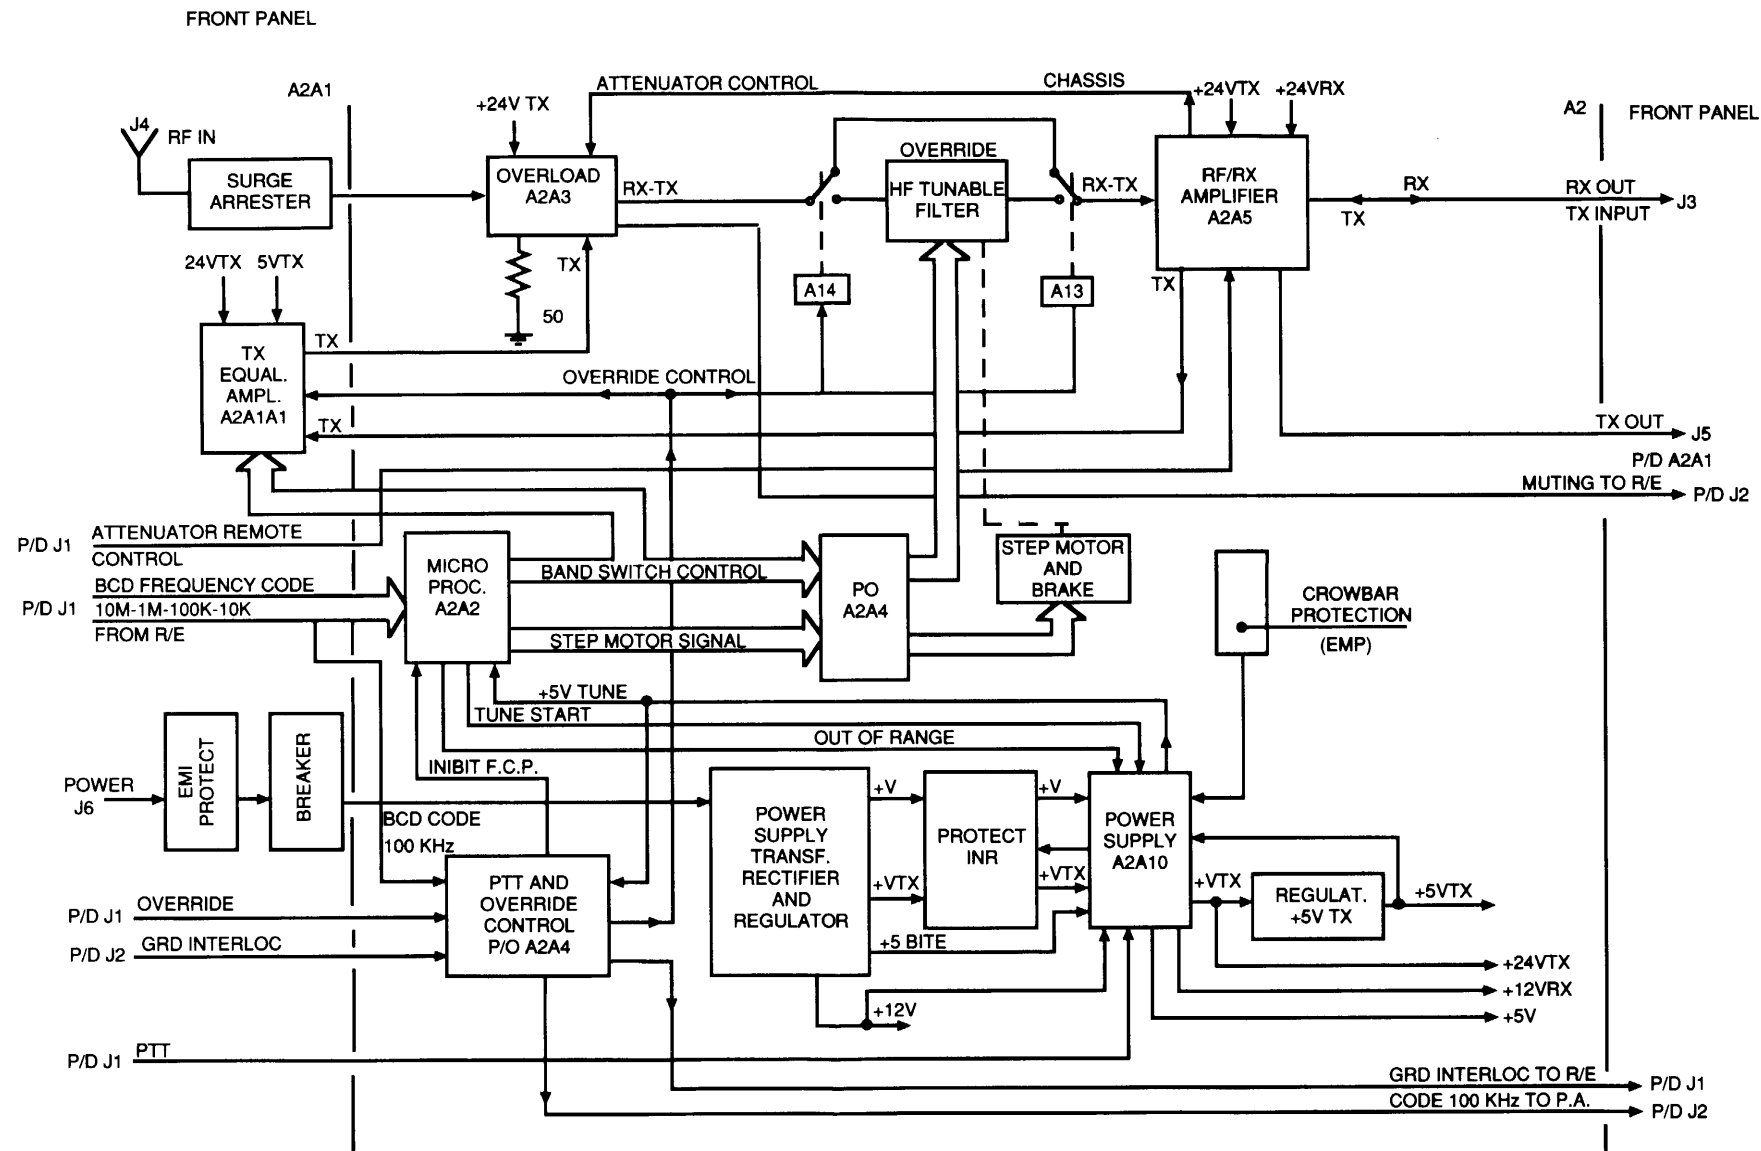 FRONT PANEL
A2A1
ATTENUATOR CONTROL
CHASSIS
+24V TX
+24VTX
+24VRX
A2
FRONT PANEL
J4
RF IN
SURGE
ARRESTER
OVERLOAD
A2A3
RX-TX
OVERRIDE
HF TUNABLE
FILTER
RX-TX
RF/RX
AMPLIFIER
A2A5
RX
TX
RX OUT
TX INPUT
J3
24VTX
5VTX
TX
50
A14
A13
TX
TX
EQUAL.
AMPL.
A2A1A1
TX
OVERRIDE CONTROL
TX
TX OUT
J5
P/D A2A1
MUTING TO R/E
P/D J2
P/D J1
ATTENUATOR REMOTE
CONTROL
BCD FREQUENCY CODE
P/D J1
10M-1M-100K-10K
FROM R/E
MICRO
PROC.
A2A2
BAND SWITCH CONTROL
STEP MOTOR SIGNAL
PO
A2A4
STEP MOTOR
AND
BRAKE
CROWBAR
PROTECTION
(EMP)
+5V TUNE
TUNE START
OUT OF RANGE
INIBIT F.C.P.
POWER
J6
EMI
PROTECT
BREAKER
BCD CODE
100 KHz
POWER
SUPPLY
TRANSF.
RECTIFIER
AND
REGULATOR
+V
+VTX
+5 BITE
+12V
PROTECT
INR
+V
+VTX
POWER
SUPPLY
A2A10
+VTX
REGULAT.
+5V TX
+5VTX
+24VTX
+12VRX
+5V
PTT AND
OVERRIDE
CONTROL
P/O A2A4
P/D J1
OVERRIDE
P/D J2
GRD INTERLOC
P/D J1
PTT
GRD INTERLOC TO R/E
P/D J1
CODE 100 KHz TO P.A.
P/D J2